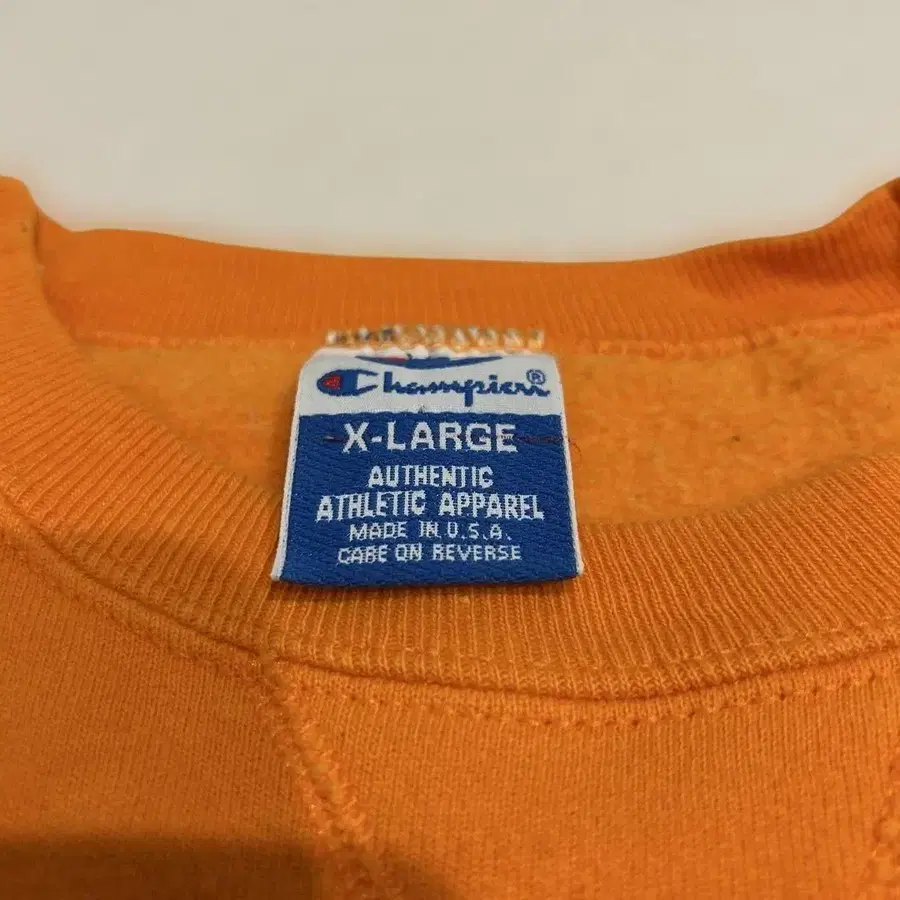 Champion®
X-LARGE
AUTHENTIC
ATHLETIC APPAREL
MADE IN U.S.A.
CARE ON REVERSE